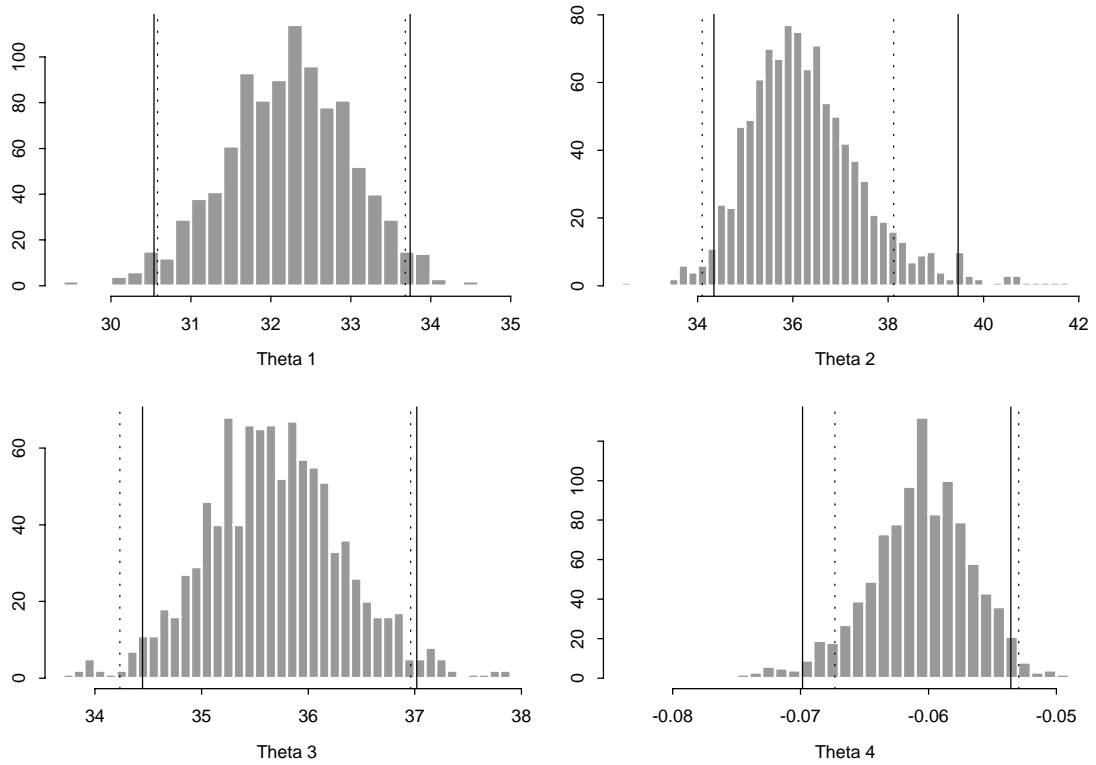 0 20 40 60 80 100
30 31 32 33 34 35
Theta 1
0 20 40 60 80
34 36 38 40 42
Theta 2
0 20 40 60
34 35 36 37 38
Theta 3
0 20 40 60 80 100
-0.08 -0.07 -0.06 -0.05
Theta 4